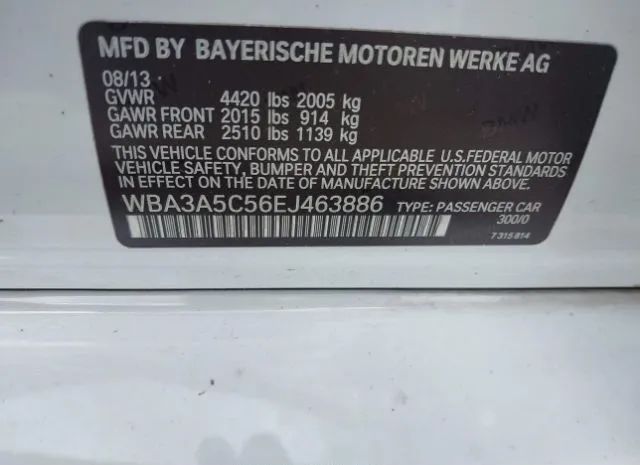 MFD BY BAYERISCHE MOTOREN WERKE AG
08/13
GVWR 4420 lbs 2005 kg
GAWR FRONT 2015 lbs 914 kg
GAWR REAR 2510 lbs 1139 kg
THIS VEHICLE CONFORMS TO ALL APPLICABLE U.S.FEDERAL MOTOR
VEHICLE SAFETY, BUMPER AND THEFT PREVENTION STANDARDS
IN EFFECT ON THE DATE OF MANUFACTURE SHOWN ABOVE.
WBA3A5C56EJ463886 TYPE: PASSENGER CAR
300/0
7315814